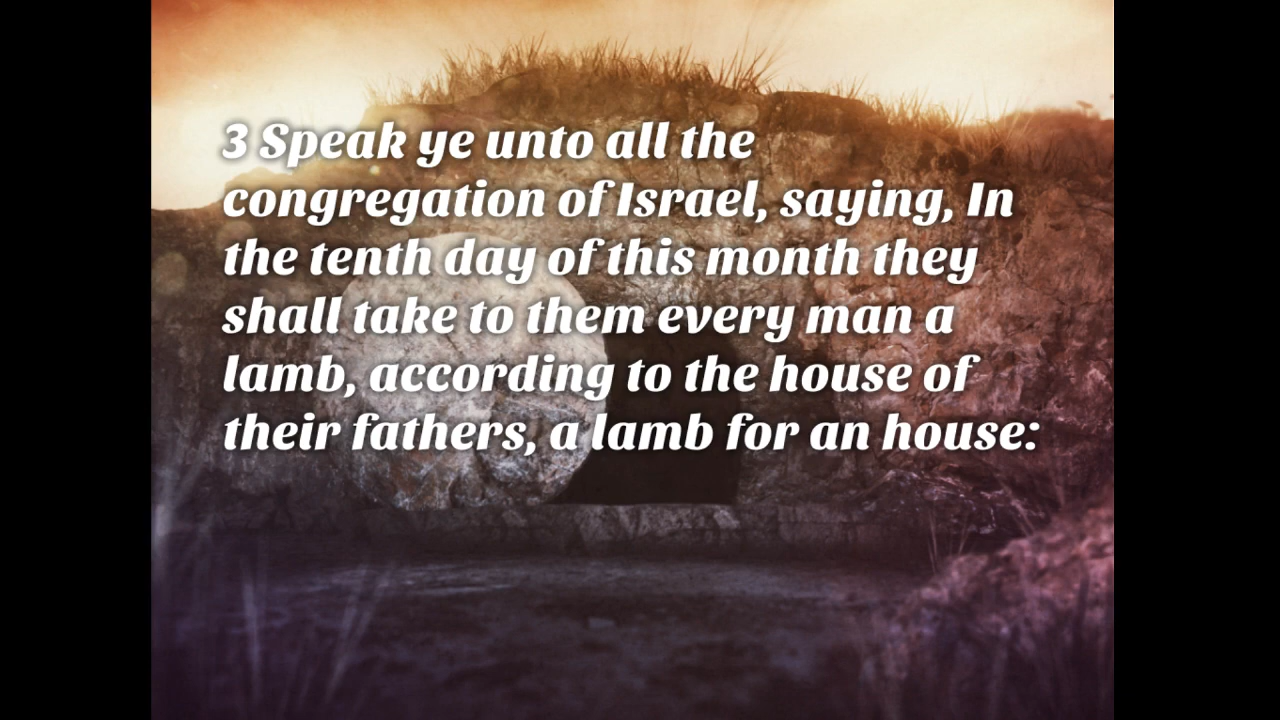 3 Speak ye unto all the
congregation of Israel, saying, In
the tenth day of this month they
shall take to them every man a
lamb, according to the house of
their fathers, a lamb for an house: